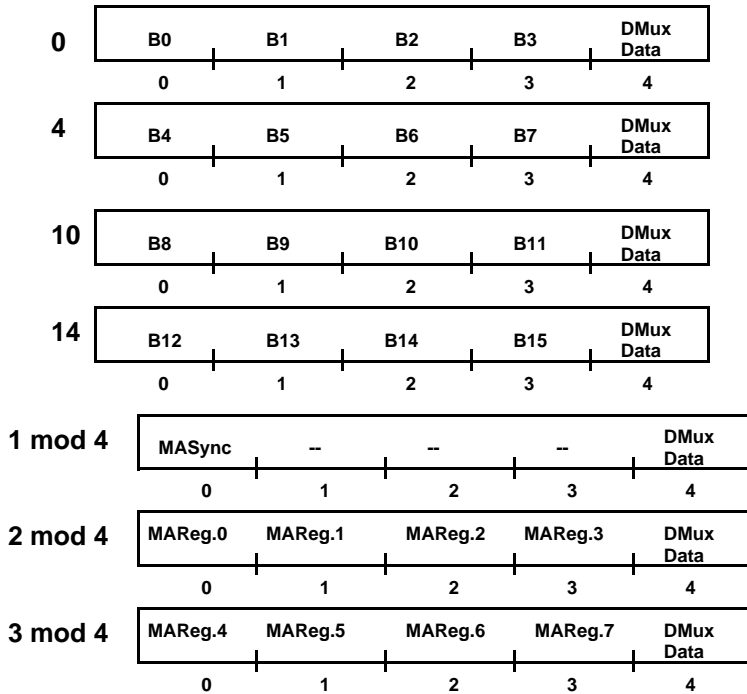 0 B0 B1 B2 B3 DMux Data
0 1 2 3 4
4 B4 B5 B6 B7 DMux Data
0 1 2 3 4
10 B8 B9 B10 B11 DMux Data
0 1 2 3 4
14 B12 B13 B14 B15 DMux Data
0 1 2 3 4
1 mod 4 MASync -- -- -- DMux Data
0 1 2 3 4
2 mod 4 MAReg.0 MAReg.1 MAReg.2 MAReg.3 DMux Data
0 1 2 3 4
3 mod 4 MAReg.4 MAReg.5 MAReg.6 MAReg.7 DMux Data
0 1 2 3 4